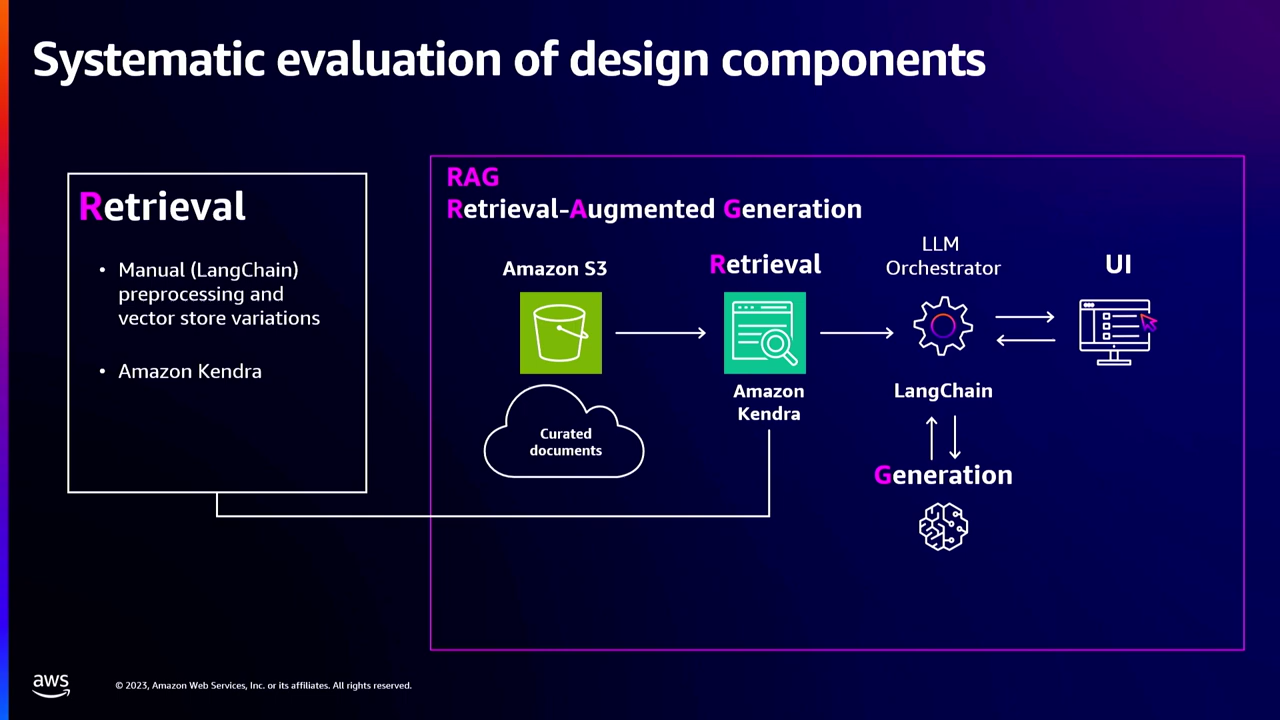 Systematic evaluation of design components
Retrieval
• Manual (LangChain)
preprocessing and
vector store variations
• Amazon Kendra
RAG
Retrieval-Augmented Generation
Amazon S3
Curated
documents
Retrieval
Amazon
Kendra
LLM
Orchestrator
LangChain
Generation
UI
aws
© 2023, Amazon Web Services, Inc. or its affiliates. All rights reserved.